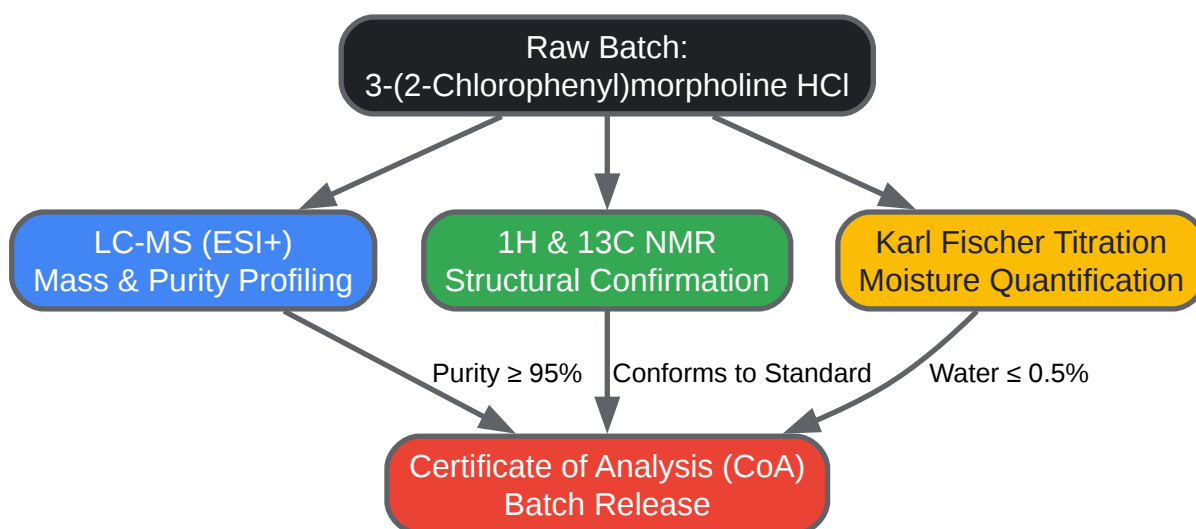 Raw Batch:
3-(2-Chlorophenyl)morpholine HCl
LC-MS (ESI+)
Mass & Purity Profiling
1H & 13C NMR
Structural Confirmation
Karl Fischer Titration
Moisture Quantification
Purity ≥ 95%
Conforms to Standard
Water ≤ 0.5%
Certificate of Analysis (CoA)
Batch Release